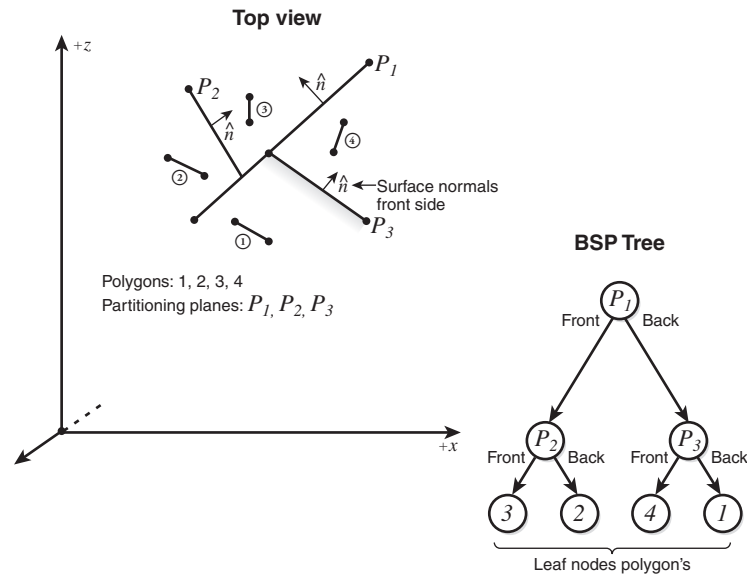 Top view
+z
P1
P2
n̂
③
n̂
④
②
n̂
Surface normals
front side
P3
①
BSP Tree
Polygons: 1, 2, 3, 4
Partitioning planes: P1, P2, P3
P1
Front Back
+x
P2 P3
Front Back Front Back
3 2 4 1
Leaf nodes polygon's